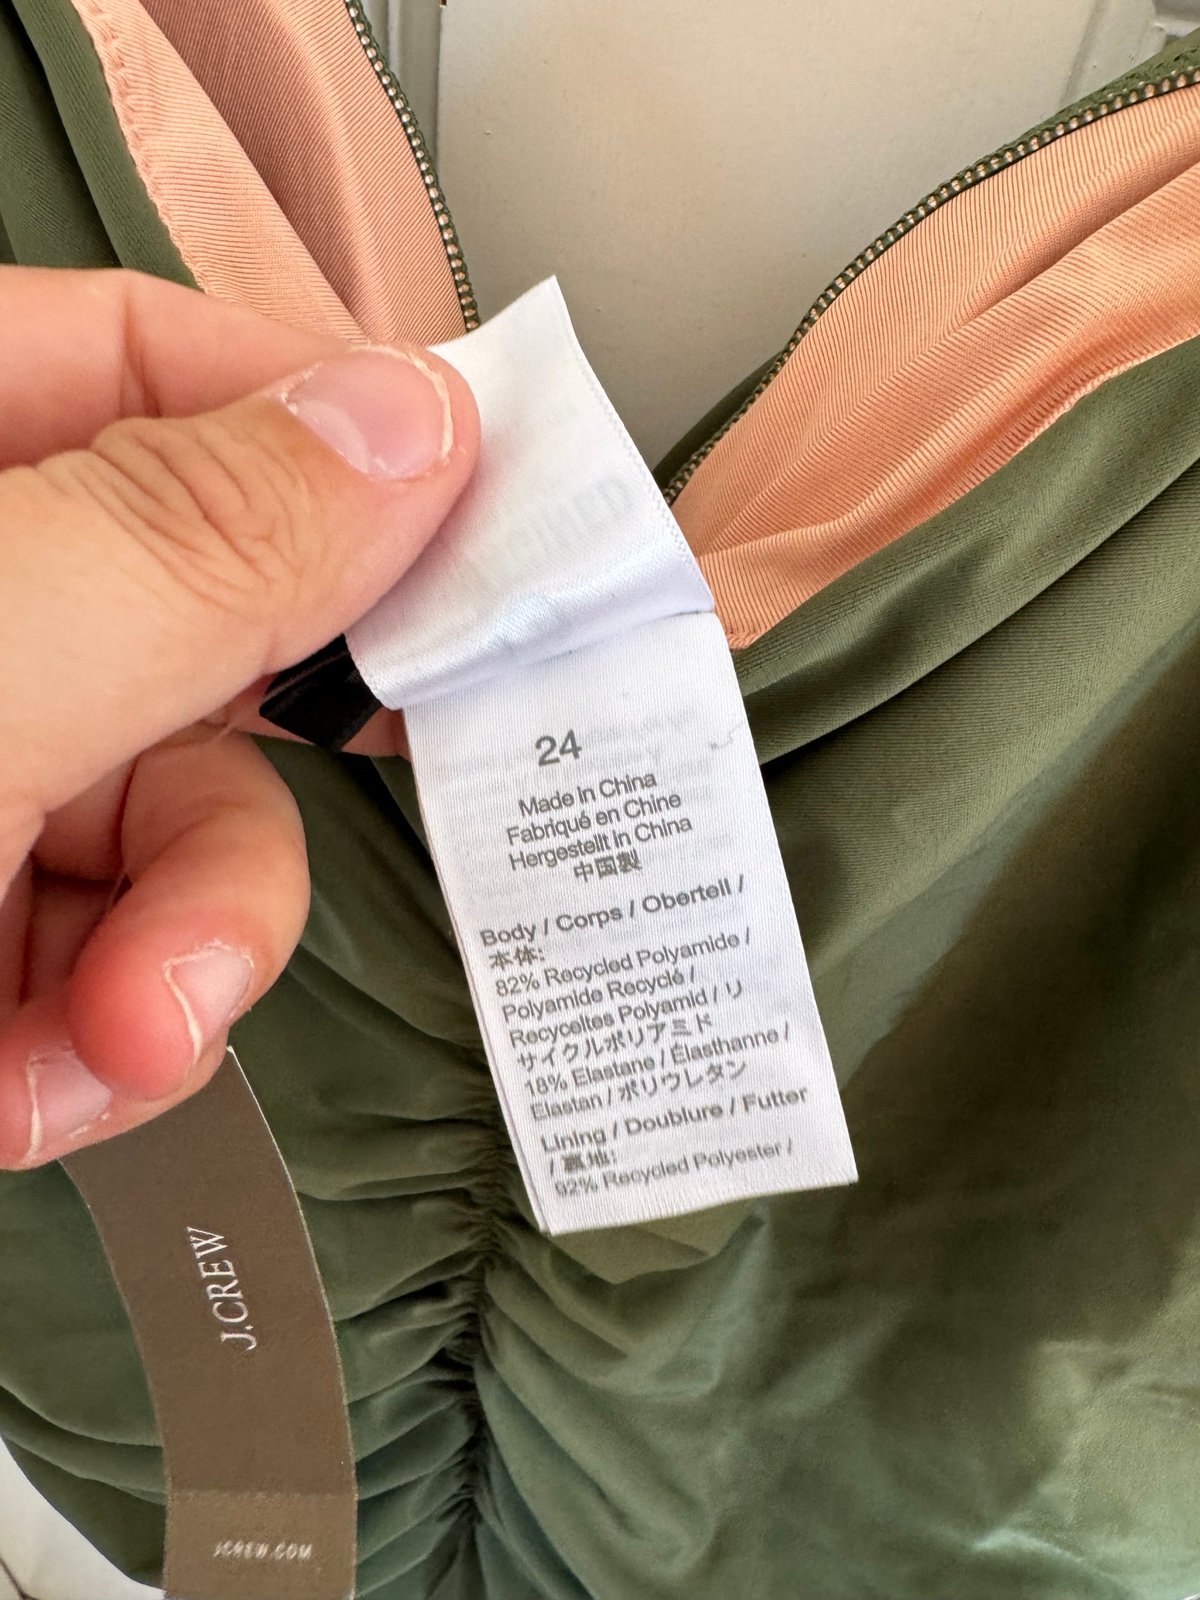 24
Made in China
Fabriqué en Chine
Hergestellt in China
中国製
Body / Corps / Oberteil /
本体:
82% Recycled Polyamide /
Polyamide Recyclé /
Recyceltes Polyamid / リ
サイクルポリアミド
18% Elastane / Élasthanne /
Elastan / ポリウレタン
Lining / Doublure / Futter
/ 裏地:
92% Recycled Polyester /
J.CREW
JCREW.COM